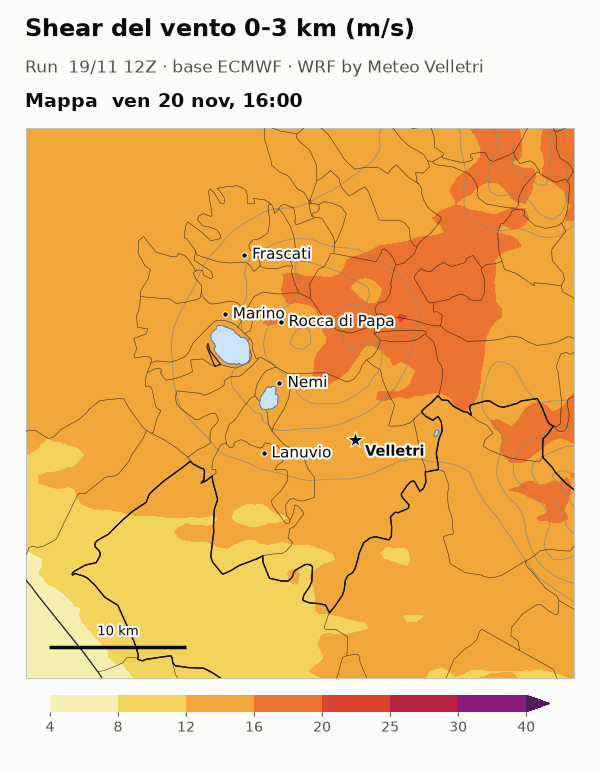 Shear del vento 0-3 km (m/s)
Run 19/11 12Z · base ECMWF · WRF by Meteo Velletri
Mappa ven 20 nov, 16:00
Frascati
Marino
Rocca di Papa
Nemi
Velletri
Lanuvio
10 km
4 8 12 16 20 25 30 40